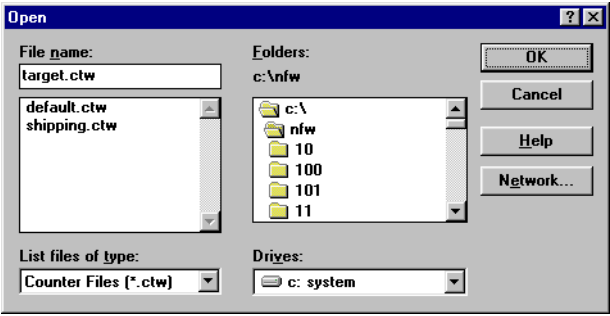 Open
File name:
target.ctw
default.ctw
shipping.ctw
List files of type:
Counter Files (*.ctw)
Folders:
c:\nfw
c:\
nfw
10
100
101
11
Drives:
c: system
OK
Cancel
Help
Network...